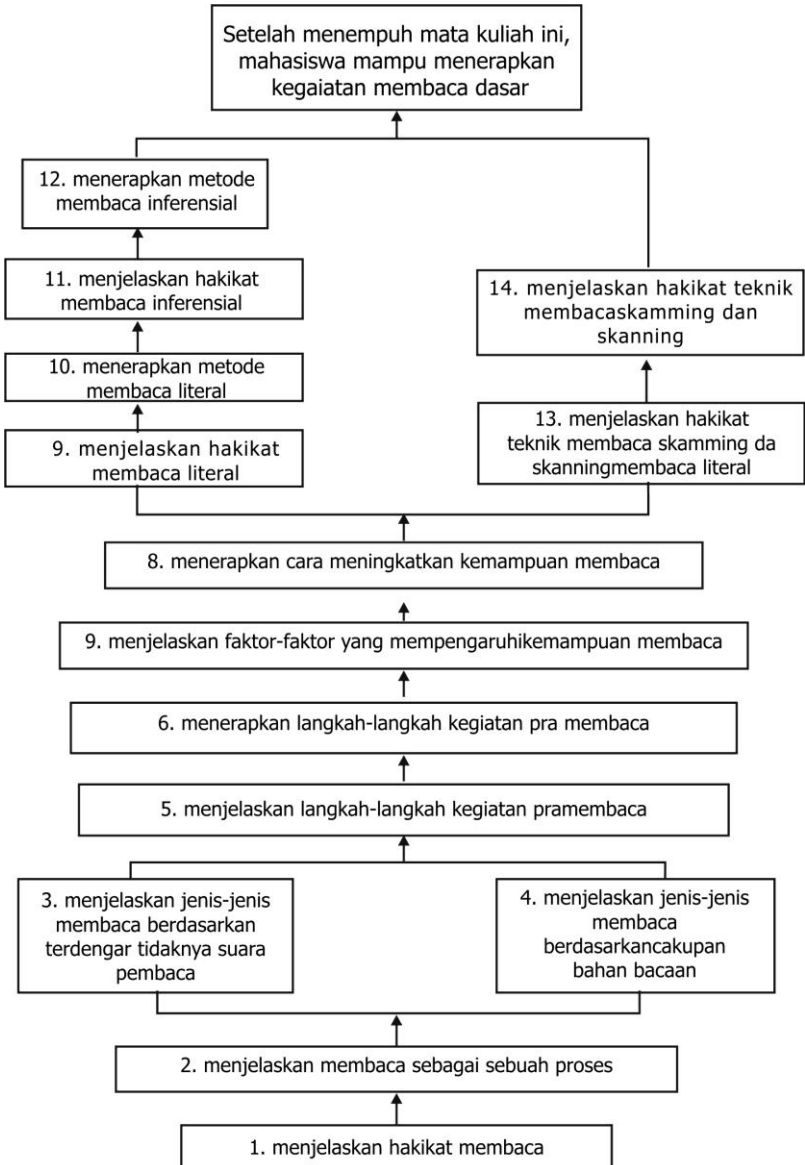 Setelah menempuh mata kuliah ini,
mahasiswa mampu menerapkan
kegaiatan membaca dasar
12. menerapkan metode
membaca inferensial
11. menjelaskan hakikat
membaca inferensial
14. menjelaskan hakikat teknik
membacaskamming dan
skanning
10. menerapkan metode
membaca literal
9. menjelaskan hakikat
membaca literal
13. menjelaskan hakikat
teknik membaca skamming da
skanningmembaca literal
8. menerapkan cara meningkatkan kemampuan membaca
9. menjelaskan faktor-faktor yang mempengaruhikemampuan membaca
6. menerapkan langkah-langkah kegiatan pra membaca
5. menjelaskan langkah-langkah kegiatan pramembaca
3. menjelaskan jenis-jenis
membaca berdasarkan
terdengar tidaknya suara
pembaca
4. menjelaskan jenis-jenis
membaca
berdasarkancakupan
bahan bacaan
2. menjelaskan membaca sebagai sebuah proses
1. menjelaskan hakikat membaca